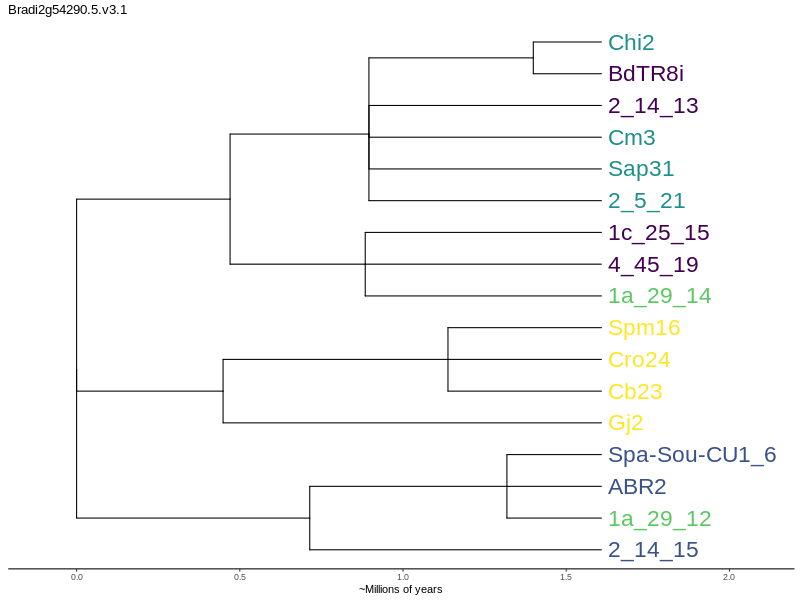 Bradi2g54290.5.v3.1
Chi2
BdTR8i
2_14_13
Cm3
Sap31
2_5_21
1c_25_15
4_45_19
1a_29_14
Spm16
Cro24
Cb23
Gj2
Spa-Sou-CU1_6
ABR2
1a_29_12
2_14_15
0.0 0.5 1.0 1.5 2.0
~Millions of years